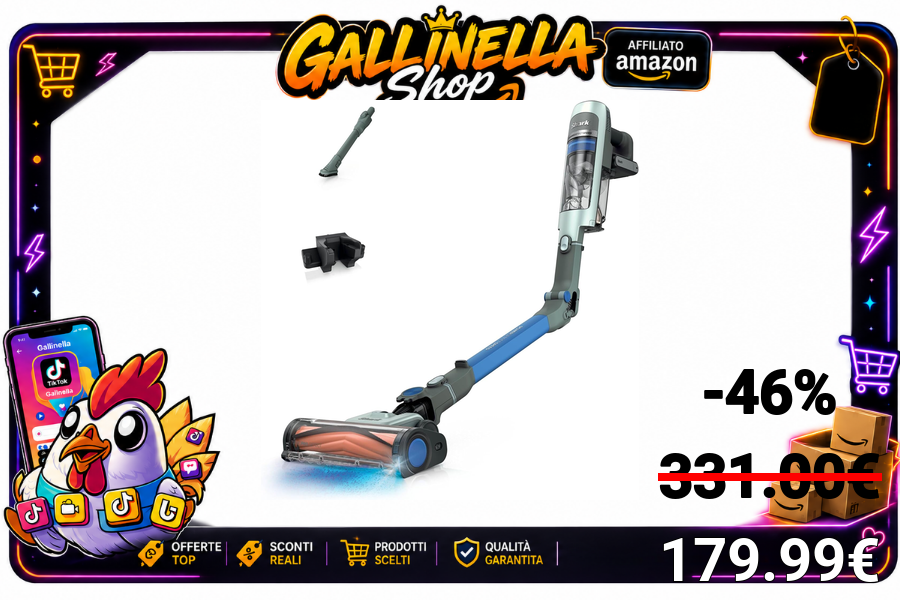 GALLINELLA
Shop
AFFILIATO
amazon
Shark
Gallinella
TikTok
Gallinella
-46%
331.00€
179.99€
OFFERTE
TOP
SCONTI
REALI
PRODOTTI
SCELTI
QUALITÀ
GARANTITA